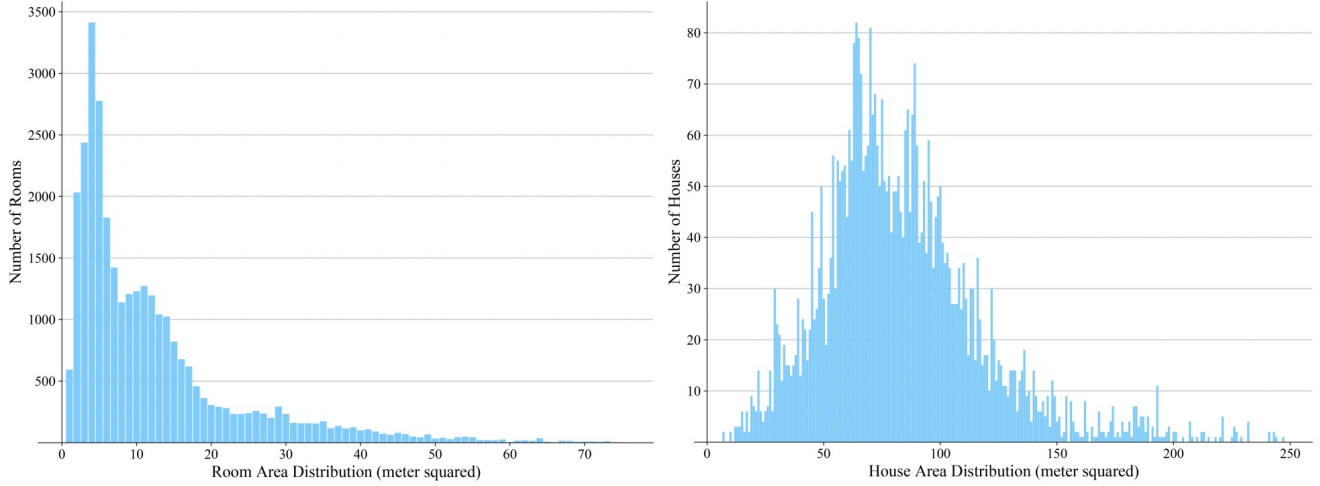 3500
3000
2500
2000
1500
1000
500
Number of Rooms
0 10 20 30 40 50 60 70
Room Area Distribution (meter squared)
80
70
60
50
40
30
20
10
Number of Houses
0 50 100 150 200 250
House Area Distribution (meter squared)